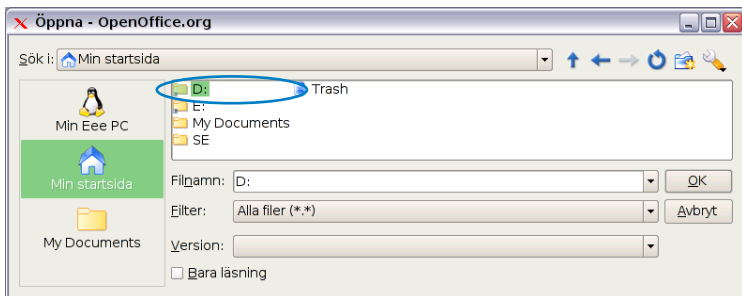 Öppna - OpenOffice.org
Sök i: Min startsida
D: Trash
E:
My Documents
SE
Min Eee PC
Min startsida
My Documents
Filnamn: D: OK
Filter: Alla filer (*.*) Avbryt
Version:
Bara läsning